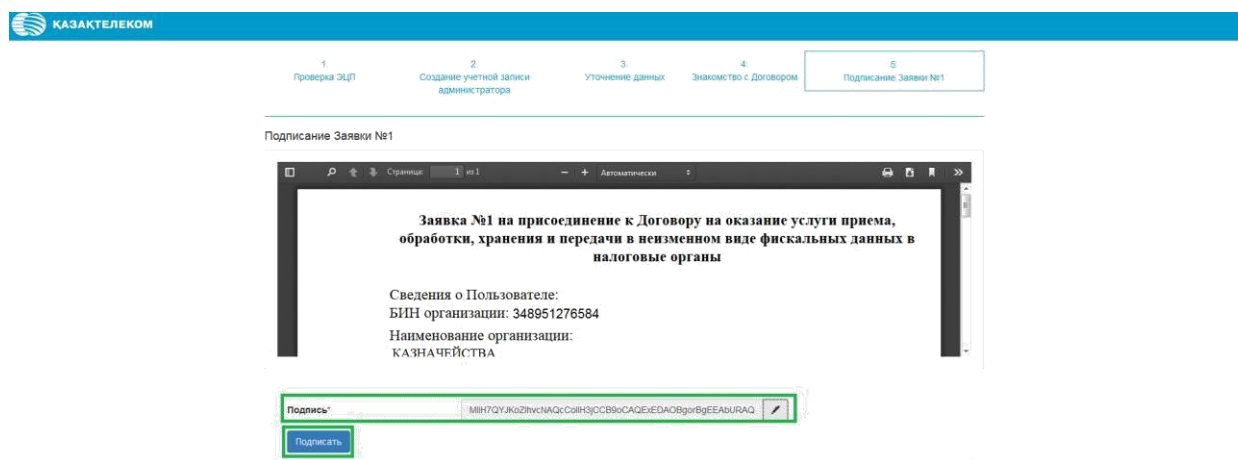 ҚАЗАҚТЕЛЕКОМ
1.
Проверка ЭЦП
2.
Создание учетной записи
администратора
3.
Уточнение данных
4.
Знакомство с Договором
5.
Подписание Заявки №1
Подписание Заявки №1
Страница: 1 из 1
Автоматически
Заявка №1 на присоединение к Договору на оказание услуги приема,
обработки, хранения и передачи в неизменном виде фискальных данных в
налоговые органы
Сведения о Пользователе:
БИН организации: 348951276584
Наименование организации:
КАЗНАЧЕЙСТВА
Подпись*
MIIH7QYJKoZIhvcNAQcCoIIH3jCCB9oCAQExEDAOBgorBgEEAbURAQ
Подписать